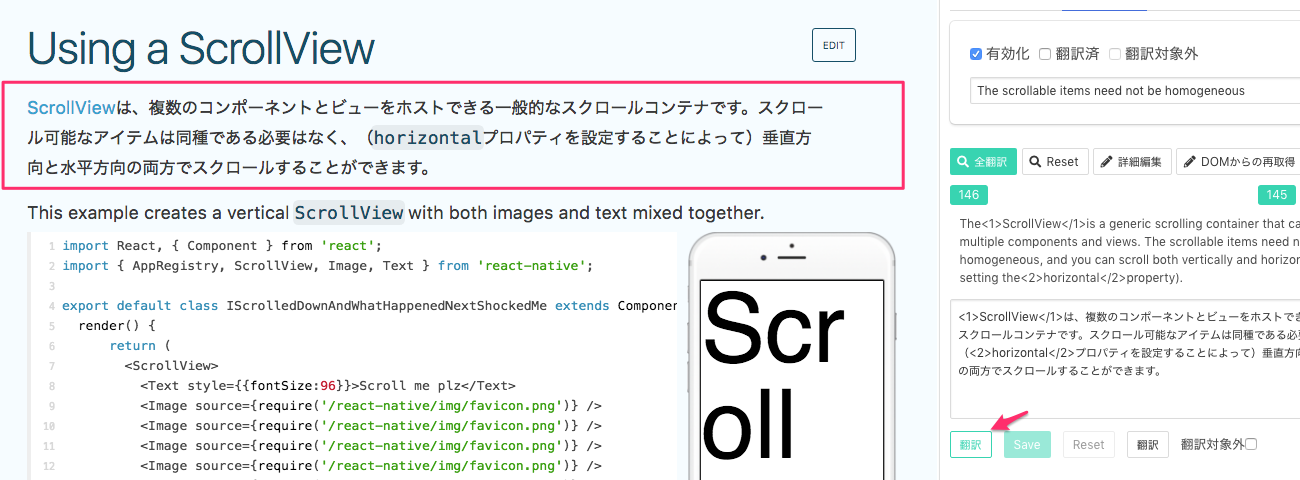 Using a ScrollView
EDIT
ScrollViewは、複数のコンポーネントとビューをホストできる一般的なスクロールコンテナです。スクロー
ル可能なアイテムは同種である必要はなく、（horizontalプロパティを設定することによって）垂直方
向と水平方向の両方でスクロールすることができます。
This example creates a vertical ScrollView with both images and text mixed together.
1 import React, { Component } from 'react';
2 import { AppRegistry, ScrollView, Image, Text } from 'react-native';
3
4 export default class IScrolledDownAndWhatHappenedNextShockedMe extends Compone
5 render() {
6 return (
7 <ScrollView>
8 <Text style={{fontSize:96}}>Scroll me plz</Text>
9 <Image source={require('/react-native/img/favicon.png')} />
10 <Image source={require('/react-native/img/favicon.png')} />
11 <Image source={require('/react-native/img/favicon.png')} />
12 <Image source={require('/react-native/img/favicon.png')} />
Scr
oll
有効化 翻訳済 翻訳対象外
The scrollable items need not be homogeneous
全翻訳 Reset 詳細編集 DOMからの再取得
146 145
The<1>ScrollView</1>is a generic scrolling container that ca
multiple components and views. The scrollable items need n
homogeneous, and you can scroll both vertically and horizon
setting the<2>horizontal</2>property).
<1>ScrollView</1>は、複数のコンポーネントとビューをホストでき
スクロールコンテナです。スクロール可能なアイテムは同種である必
（<2>horizontal</2>プロパティを設定することによって）垂直方向
の両方でスクロールすることができます。
翻訳 Save Reset 翻訳 翻訳対象外